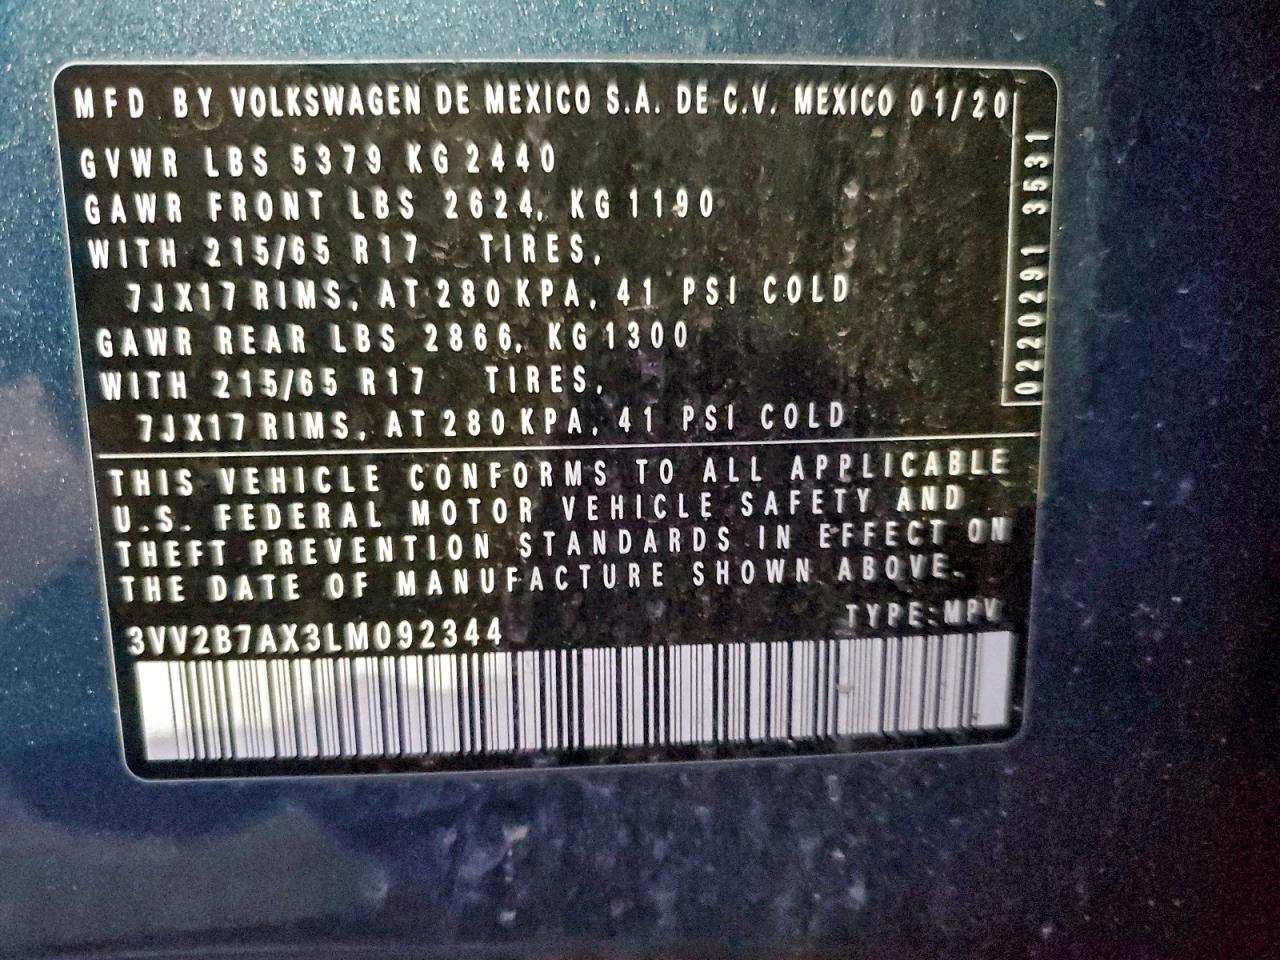 MFD BY VOLKSWAGEN DE MEXICO S.A. DE C.V. MEXICO 01/20
GVWR LBS 5379 KG 2440
GAWR FRONT LBS 2624, KG 1190
WITH 215/65 R17 TIRES,
7JX17 RIMS, AT 280 KPA, 41 PSI COLD
GAWR REAR LBS 2866, KG 1300
WITH 215/65 R17 TIRES,
7JX17 RIMS, AT 280 KPA, 41 PSI COLD
0220291 3531
THIS VEHICLE CONFORMS TO ALL APPLICABLE
U.S. FEDERAL MOTOR VEHICLE SAFETY AND
THEFT PREVENTION STANDARDS IN EFFECT ON
THE DATE OF MANUFACTURE SHOWN ABOVE.
TYPE:MPV
3VV2B7AX3LM092344